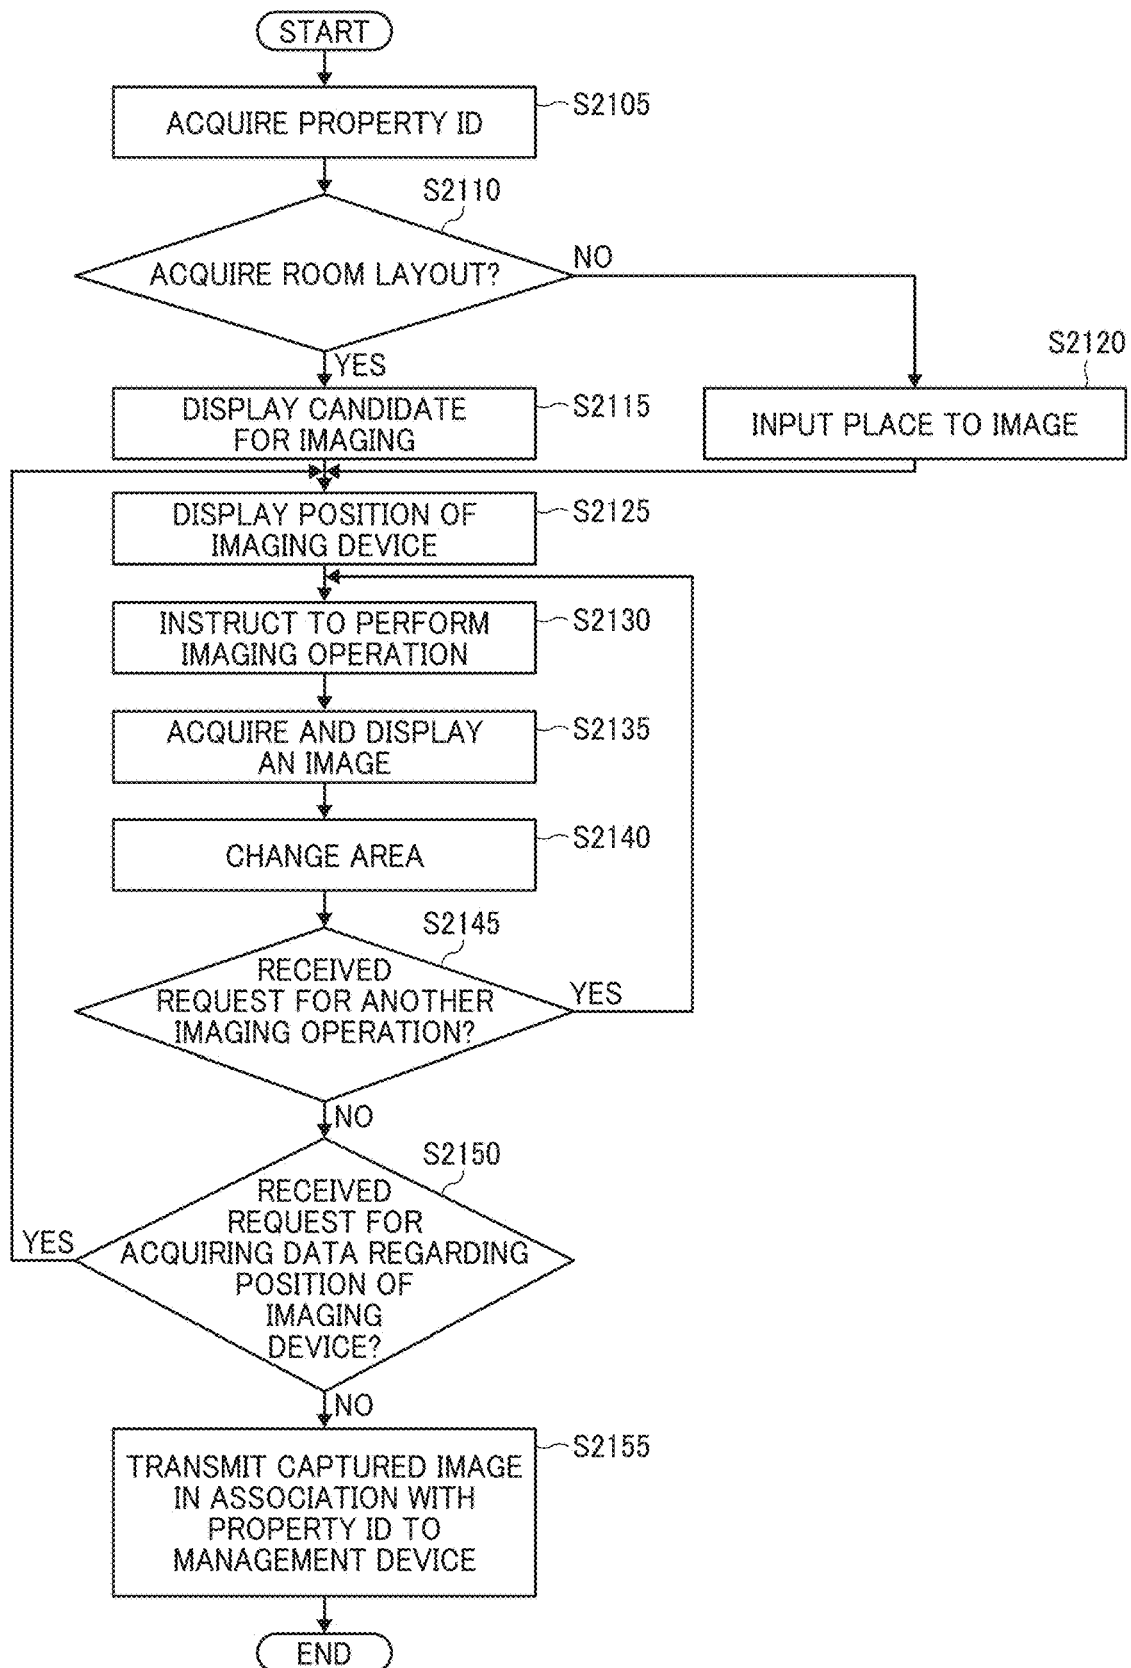 START
ACQUIRE PROPERTY ID
S2105
S2110
ACQUIRE ROOM LAYOUT?
NO
YES
S2120
DISPLAY CANDIDATE
FOR IMAGING
S2115
INPUT PLACE TO IMAGE
DISPLAY POSITION OF
IMAGING DEVICE
S2125
INSTRUCT TO PERFORM
IMAGING OPERATION
S2130
ACQUIRE AND DISPLAY
AN IMAGE
S2135
CHANGE AREA
S2140
S2145
RECEIVED
REQUEST FOR ANOTHER
IMAGING OPERATION?
YES
NO
S2150
RECEIVED
REQUEST FOR
ACQUIRING DATA REGARDING
POSITION OF
IMAGING
DEVICE?
YES
NO
S2155
TRANSMIT CAPTURED IMAGE
IN ASSOCIATION WITH
PROPERTY ID TO
MANAGEMENT DEVICE
END